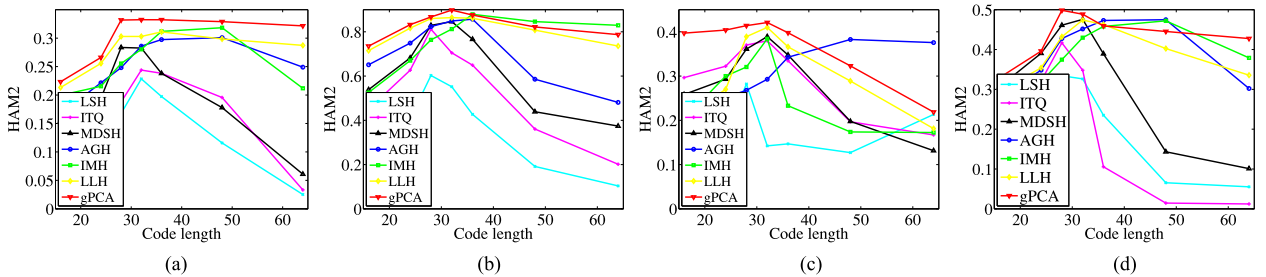 HAM2
0.3
0.25
0.2
0.15
0.1
0.05
0
LSH
ITQ
MDSH
AGH
IMH
LLH
gPCA
20 30 40 50 60
Code length
(a)
HAM2
0.8
0.6
0.4
0.2
0
LSH
ITQ
MDSH
AGH
IMH
LLH
gPCA
20 30 40 50 60
Code length
(b)
HAM2
0.4
0.3
0.2
0.1
0
LSH
ITQ
MDSH
AGH
IMH
LLH
gPCA
20 30 40 50 60
Code length
(c)
HAM2
0.5
0.4
0.3
0.2
0.1
0
LSH
ITQ
MDSH
AGH
IMH
LLH
gPCA
20 30 40 50 60
Code length
(d)